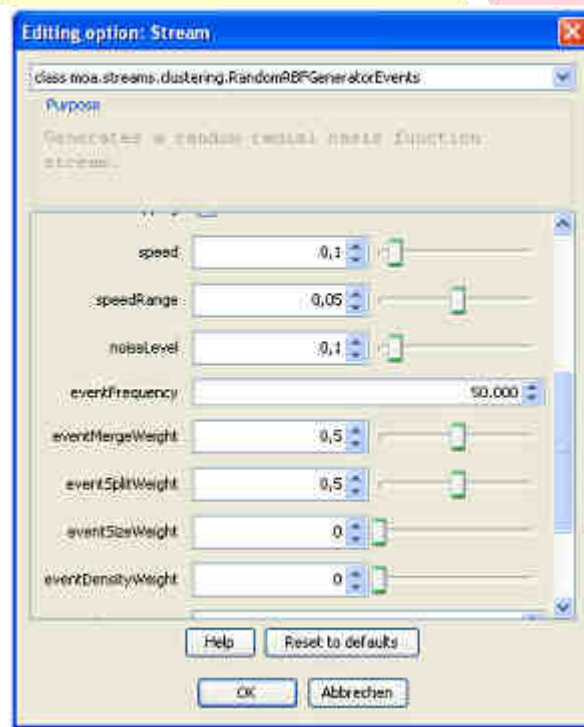 Editing option: Stream
class moa.streams.clustering.RandomRBFGeneratorEvents
Purpose
Generates a random radial basis function
stream.
speed 0,1
speedRange 0,05
noiseLevel 0,1
eventFrequency 50.000
eventMergeWeight 0,5
eventSplitWeight 0,5
eventSizeWeight 0
eventDensityWeight 0
Help Reset to defaults
OK Abbrechen